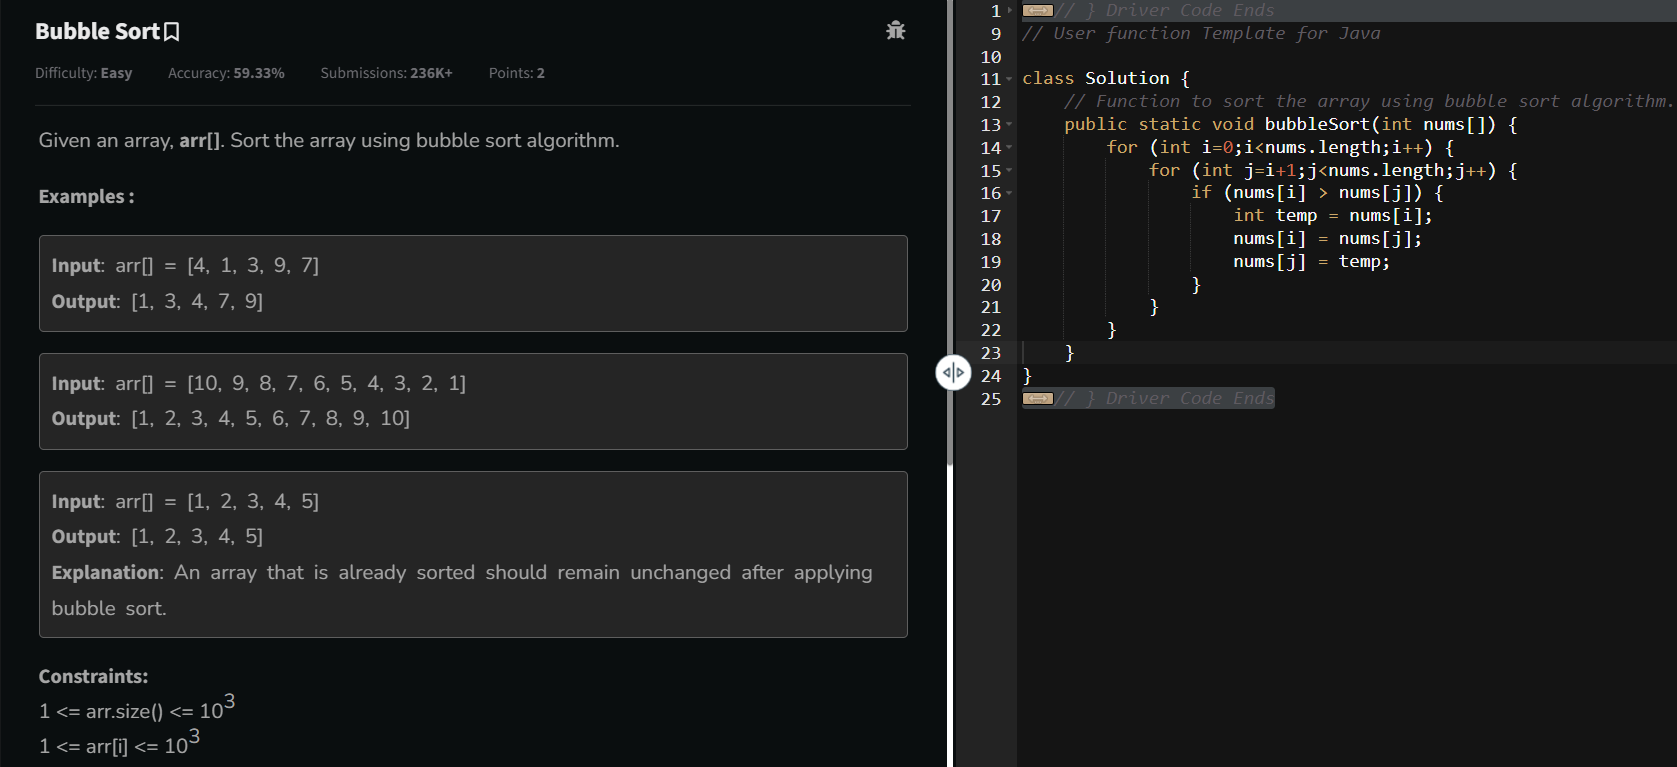 Bubble Sort
Difficulty: Easy Accuracy: 59.33% Submissions: 236K+ Points: 2
Given an array, arr[]. Sort the array using bubble sort algorithm.
Examples :
Input: arr[] = [4, 1, 3, 9, 7]
Output: [1, 3, 4, 7, 9]
Input: arr[] = [10, 9, 8, 7, 6, 5, 4, 3, 2, 1]
Output: [1, 2, 3, 4, 5, 6, 7, 8, 9, 10]
Input: arr[] = [1, 2, 3, 4, 5]
Output: [1, 2, 3, 4, 5]
Explanation: An array that is already sorted should remain unchanged after applying
bubble sort.
Constraints:
1 <= arr.size() <= 10³
1 <= arr[i] <= 10³
1 // } Driver Code Ends
9 // User function Template for Java
10
11 class Solution {
12 // Function to sort the array using bubble sort algorithm.
13 public static void bubbleSort(int nums[]) {
14 for (int i=0;i<nums.length;i++) {
15 for (int j=i+1;j<nums.length;j++) {
16 if (nums[i] > nums[j]) {
17 int temp = nums[i];
18 nums[i] = nums[j];
19 nums[j] = temp;
20 }
21 }
22 }
23 }
24 }
25 // } Driver Code Ends